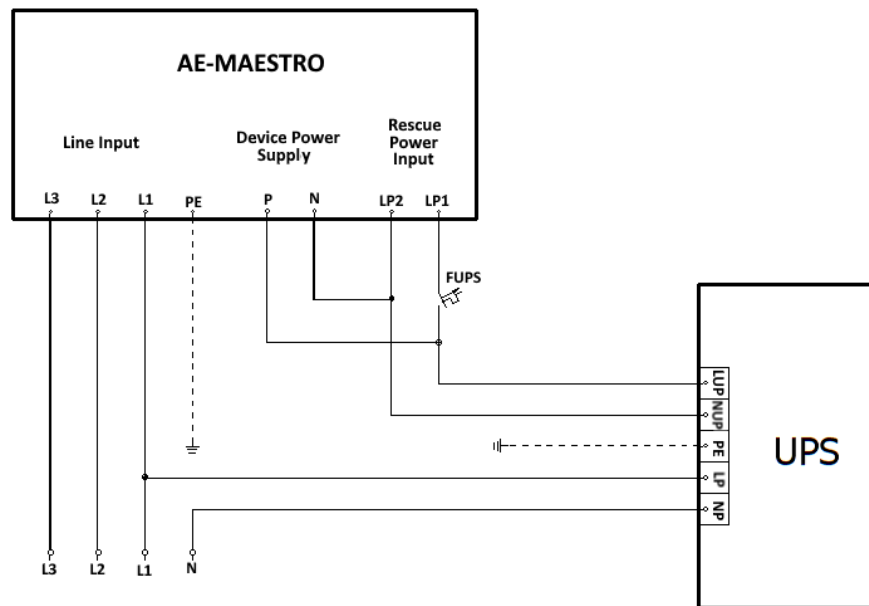 AE-MAESTRO
Line Input
Device Power
Supply
Rescue
Power
Input
L3 L2 L1 PE P N LP2 LP1
FUPS
LUP
NUP
PE
LP
NP
UPS
L3 L2 L1 N